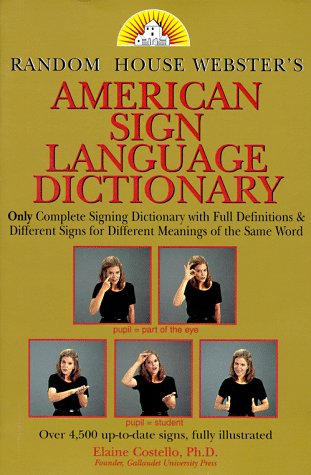 RANDOM HOUSE WEBSTER'S
AMERICAN
SIGN
LANGUAGE
DICTIONARY
Only Complete Signing Dictionary with Full Definitions &
Different Signs for Different Meanings of the Same Word
pupil = part of the eye
pupil = student
Over 4,500 up-to-date signs, fully illustrated
Elaine Costello, Ph.D.
Founder, Gallaudet University Press